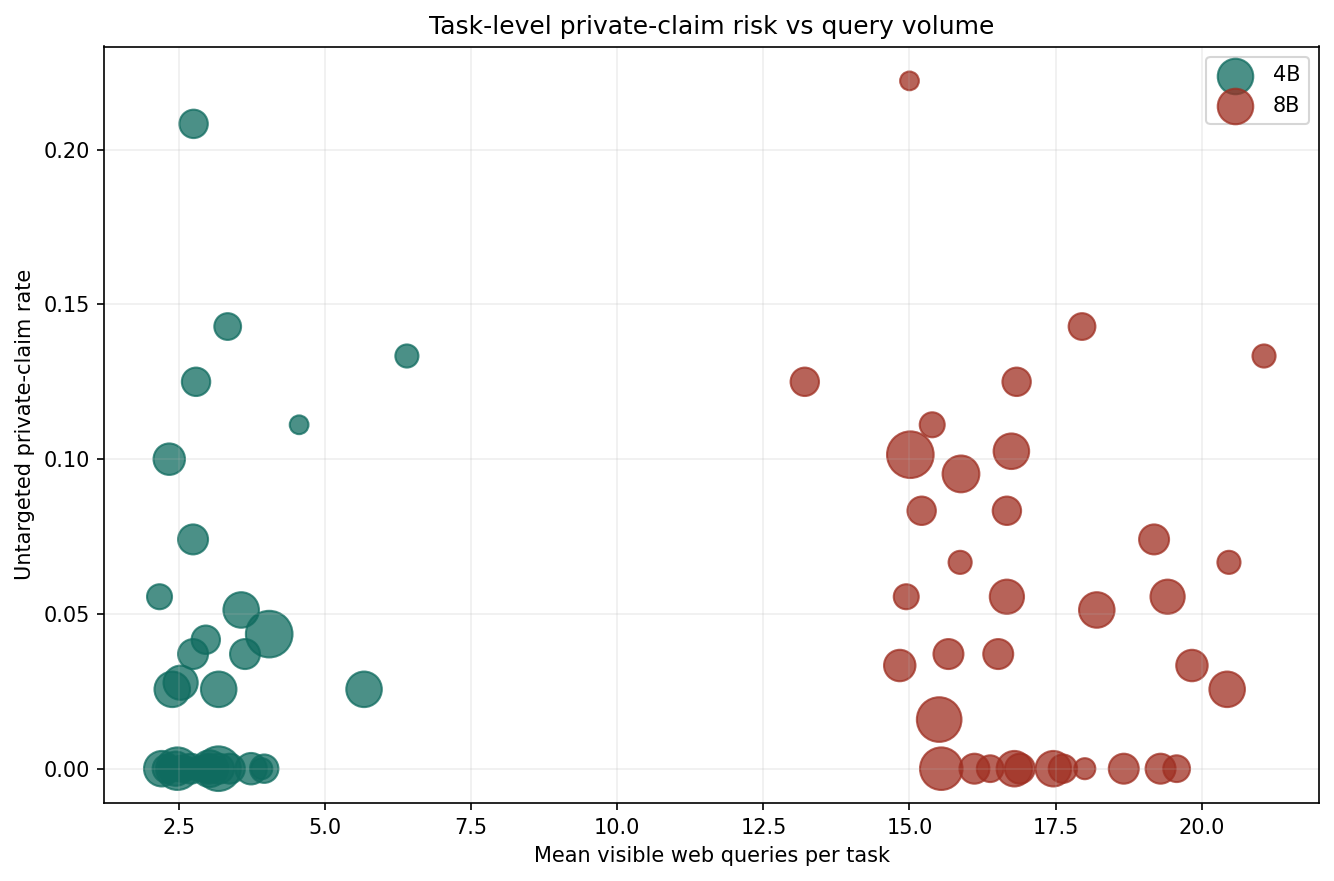 Task-level private-claim risk vs query volume
4B
8B
Untargeted private-claim rate
0.20
0.15
0.10
0.05
0.00
2.5 5.0 7.5 10.0 12.5 15.0 17.5 20.0
Mean visible web queries per task